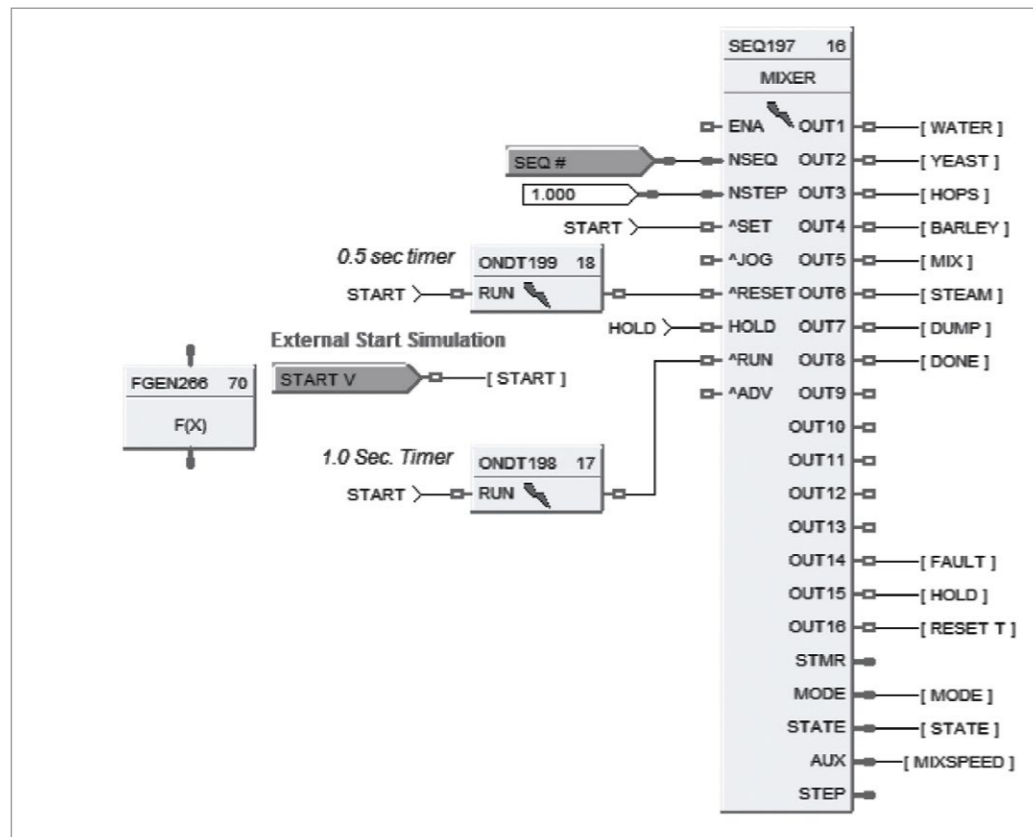 SEQ197 16
MIXER
ENA OUT1 [ WATER ]
SEQ # NSEQ OUT2 [ YEAST ]
1.000 NSTEP OUT3 [ HOPS ]
START ^SET OUT4 [ BARLEY ]
0.5 sec timer ONDT199 18 ^JOG OUT5 [ MIX ]
START RUN ^RESET OUT6 [ STEAM ]
HOLD HOLD OUT7 [ DUMP ]
External Start Simulation
^RUN OUT8 [ DONE ]
FGEN266 70 START V [ START ] ^ADV OUT9
F(X) OUT10
1.0 Sec. Timer ONDT198 17 OUT11
START RUN OUT12
OUT13
OUT14 [ FAULT ]
OUT15 [ HOLD ]
OUT16 [ RESET T ]
STMR
MODE [ MODE ]
STATE [ STATE ]
AUX [ MIXSPEED ]
STEP